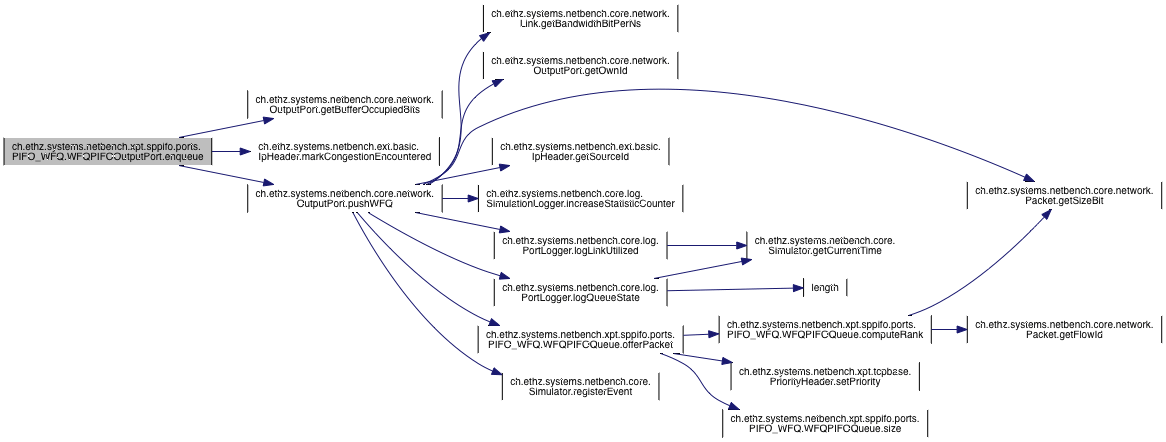 ch.ethz.systems.netbench.core.network.
Link.getBandwidthBitPerNs
ch.ethz.systems.netbench.core.network.
OutputPort.getOwnId
ch.ethz.systems.netbench.core.network.
OutputPort.getBufferOccupiedBits
ch.ethz.systems.netbench.xpt.sppifo.ports.
PIFO_WFQ.WFQPIFOOutputPort.enqueue
ch.ethz.systems.netbench.ext.basic.
IpHeader.markCongestionEncountered
ch.ethz.systems.netbench.ext.basic.
IpHeader.getSourceId
ch.ethz.systems.netbench.core.network.
OutputPort.pushWFQ
ch.ethz.systems.netbench.core.log.
SimulationLogger.increaseStatisticCounter
ch.ethz.systems.netbench.core.network.
Packet.getSizeBit
ch.ethz.systems.netbench.core.log.
PortLogger.logLinkUtilized
ch.ethz.systems.netbench.core.
Simulator.getCurrentTime
ch.ethz.systems.netbench.core.log.
PortLogger.logQueueState
length
ch.ethz.systems.netbench.xpt.sppifo.ports.
PIFO_WFQ.WFQPIFOQueue.offerPacket
ch.ethz.systems.netbench.xpt.sppifo.ports.
PIFO_WFQ.WFQPIFOQueue.computeRank
ch.ethz.systems.netbench.core.network.
Packet.getFlowId
ch.ethz.systems.netbench.core.
Simulator.registerEvent
ch.ethz.systems.netbench.xpt.tcpbase.
PriorityHeader.setPriority
ch.ethz.systems.netbench.xpt.sppifo.ports.
PIFO_WFQ.WFQPIFOQueue.size